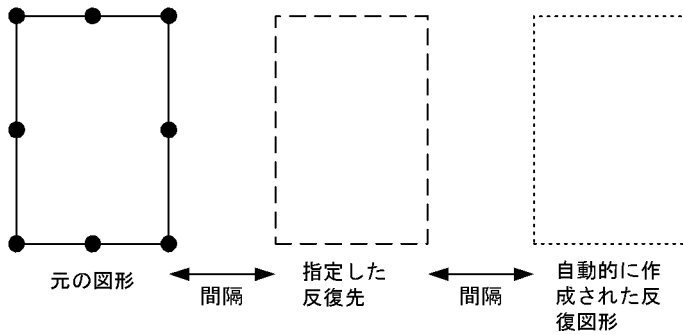 元の図形
間隔
指定した
反復先
間隔
自動的に作
成された反
復図形